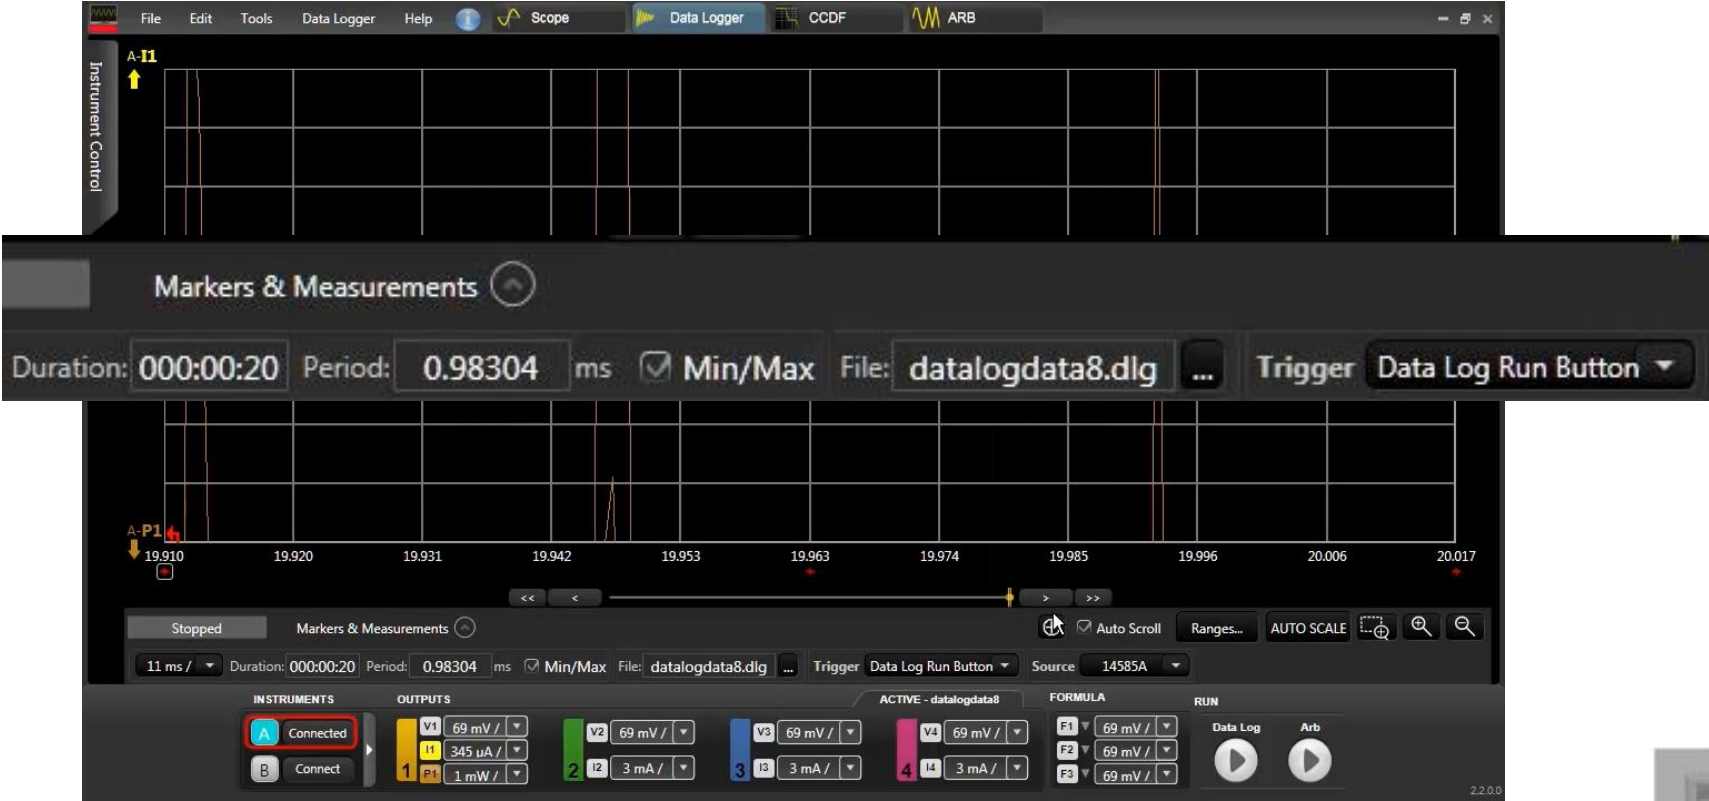 File Edit Tools Data Logger Help Scope Data Logger CCDF ARB
A-I1
Instrument Control
Markers & Measurements
Duration: 000:00:20 Period: 0.98304 ms Min/Max File: datalogdata8.dlg ... Trigger Data Log Run Button
A-P1
19.910 19.920 19.931 19.942 19.953 19.963 19.974 19.985 19.996 20.006 20.017
<< < > >>
Stopped Markers & Measurements Auto Scroll Ranges... AUTO SCALE
11 ms / Duration: 000:00:20 Period: 0.98304 ms Min/Max File: datalogdata8.dlg ... Trigger Data Log Run Button Source 14585A
INSTRUMENTS OUTPUTS ACTIVE - datalogdata8 FORMULA RUN
A Connected 1 V1 69 mV / V2 69 mV / V3 69 mV / V4 69 mV / F1 69 mV / Data Log Arb
I1 345 µA / F2 69 mV /
B Connect P1 1 mW / 2 I2 3 mA / 3 I3 3 mA / 4 I4 3 mA / F3 69 mV /
2.2.0.0